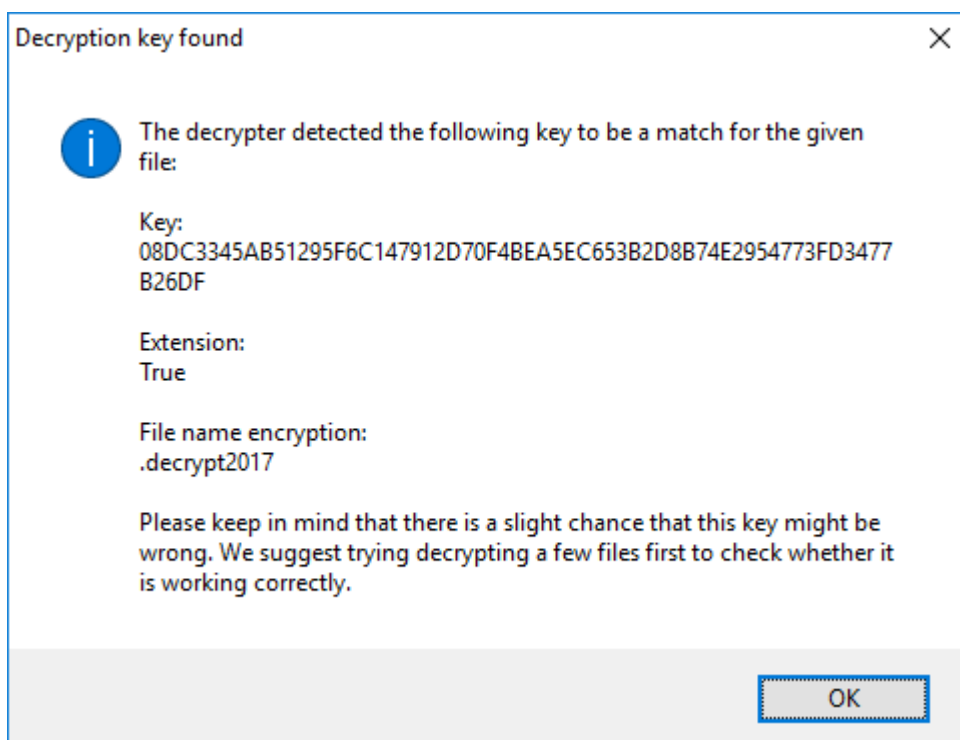 Decryption key found
The decrypter detected the following key to be a match for the given
file:
Key:
08DC3345AB51295F6C147912D70F4BEA5EC653B2D8B74E2954773FD3477
B26DF
Extension:
True
File name encryption:
.decrypt2017
Please keep in mind that there is a slight chance that this key might be
wrong. We suggest trying decrypting a few files first to check whether it
is working correctly.
OK